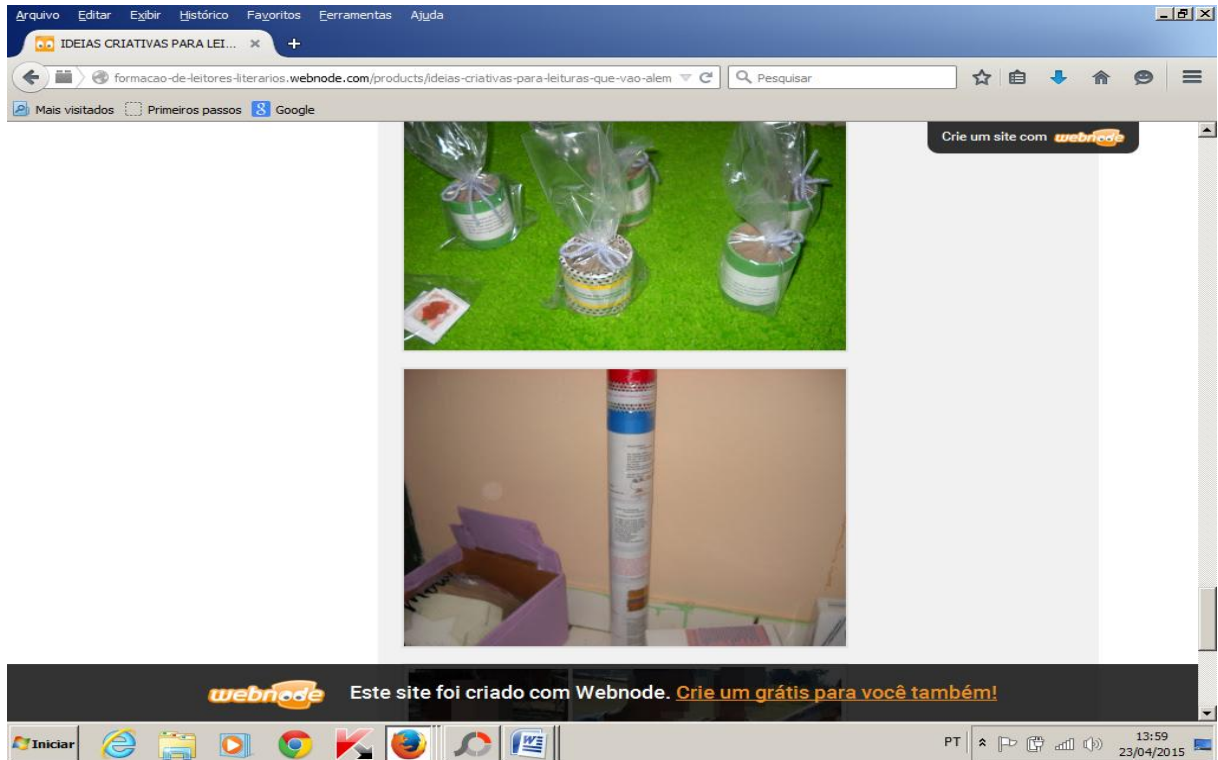 Arquivo Editar Exibir Histórico Favoritos Ferramentas Ajuda
IDEIAS CRIATIVAS PARA LEI...
formacao-de-leitores-literarios.webnode.com/products/ideias-criativas-para-leituras-que-vao-alem
Pesquisar
Mais visitados Primeiros passos Google
Crie um site com webnode
webnode Este site foi criado com Webnode. Crie um grátis para você também!
Iniciar
PT
13:59
23/04/2015